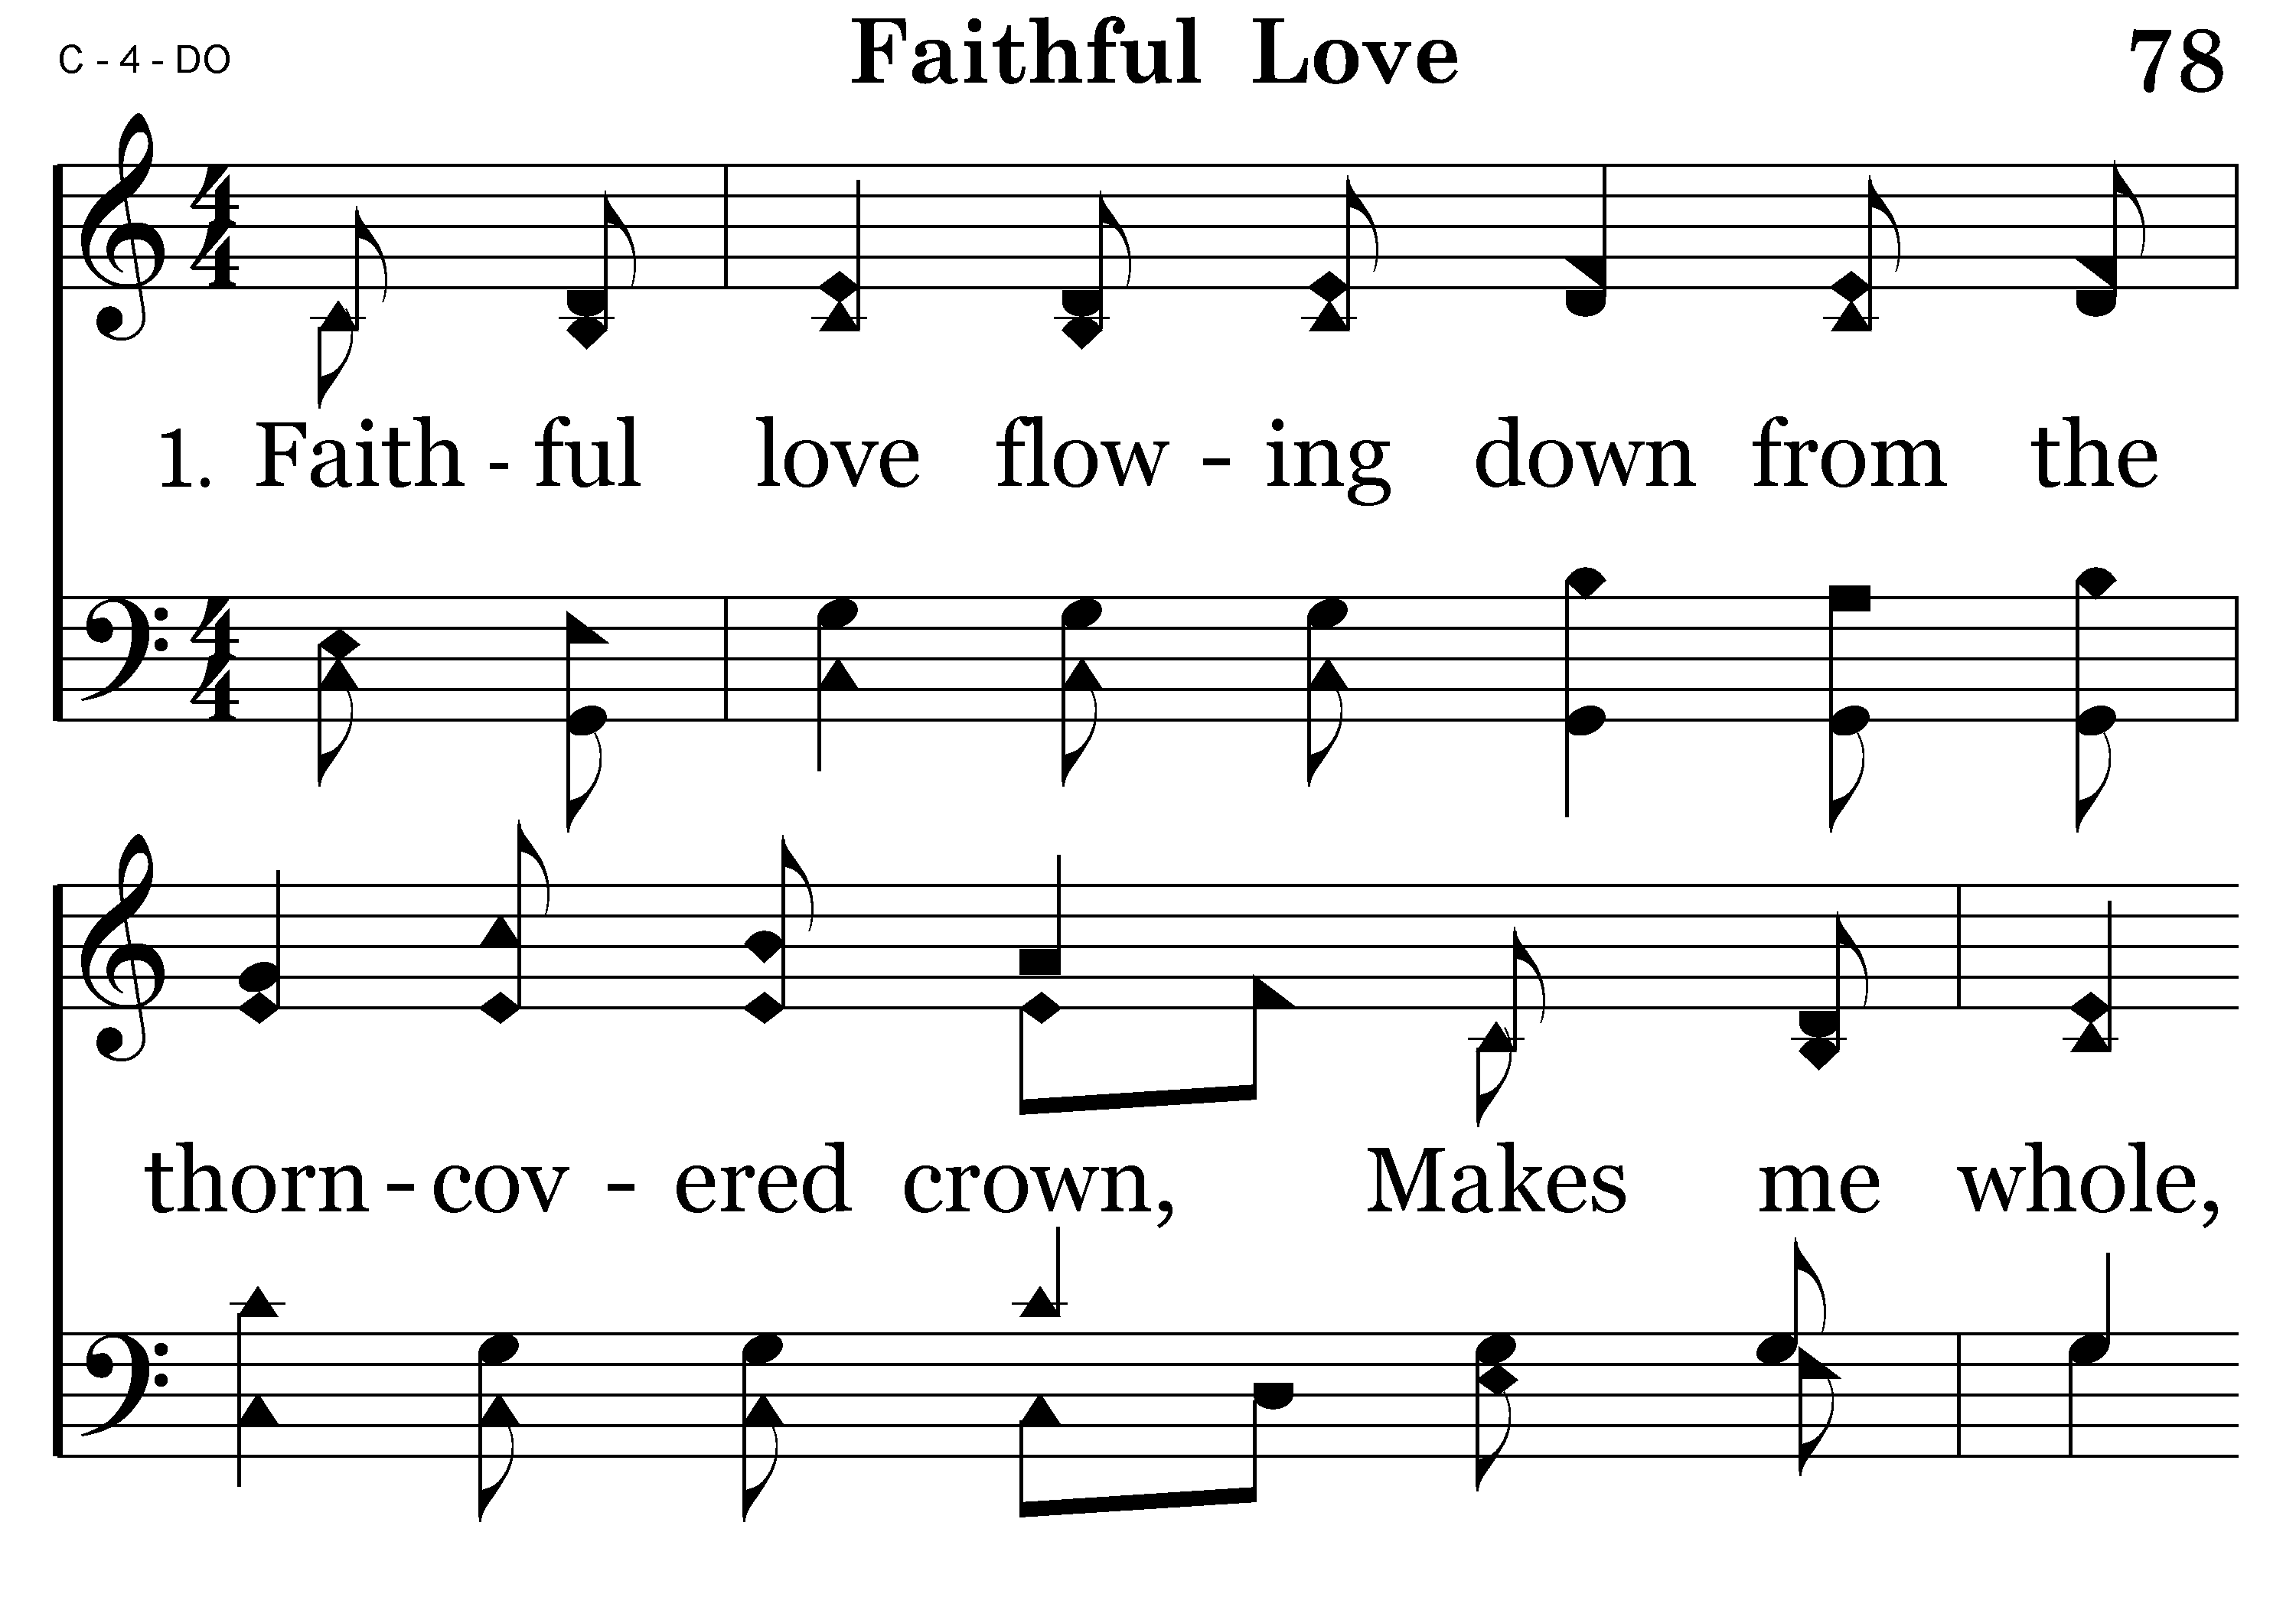 C - 4 - DO Faithful Love 78
1. Faith - ful love flow - ing down from the
thorn - cov - ered crown, Makes me whole,